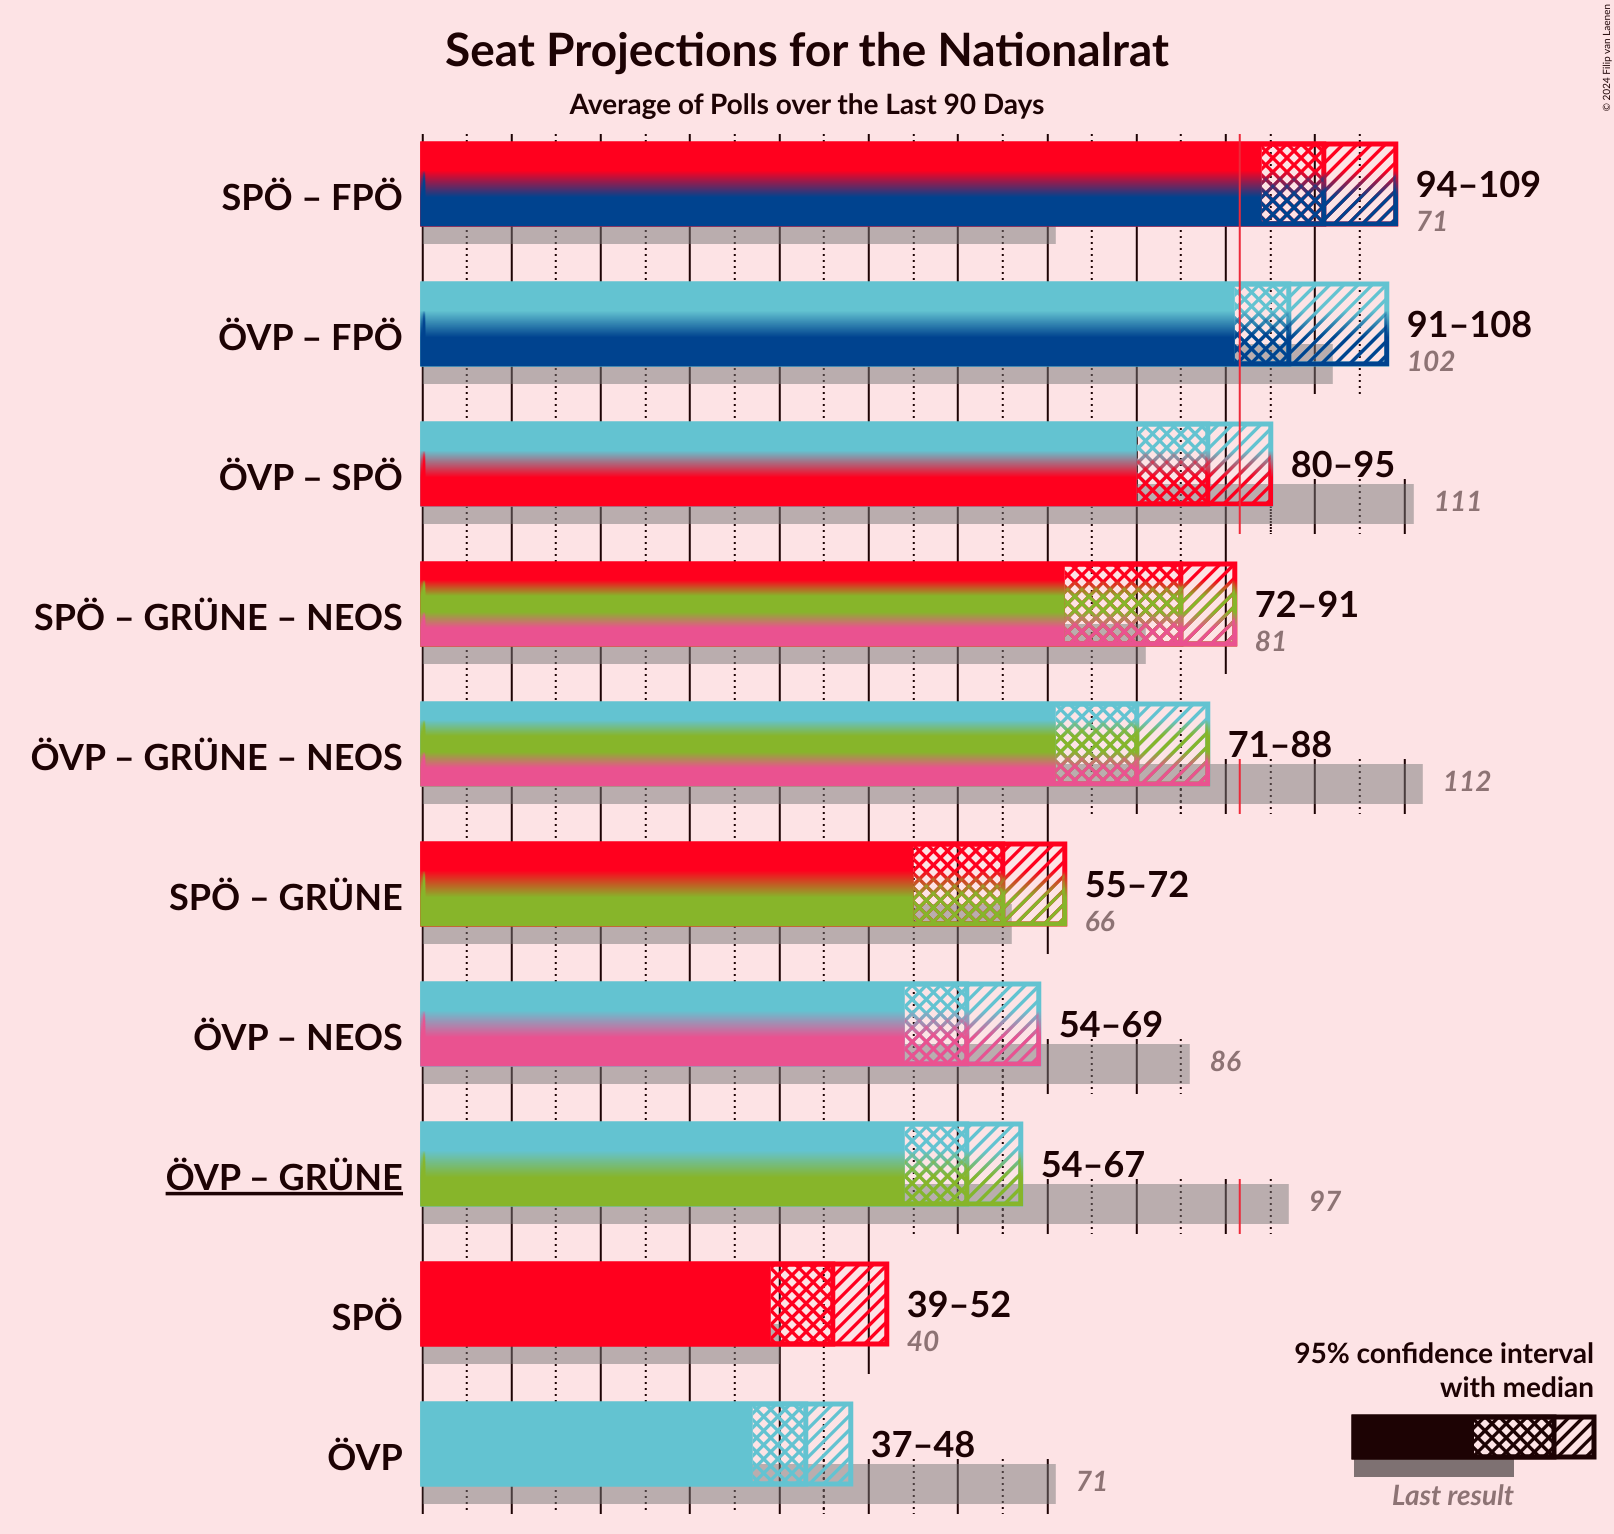 Seat Projections for the Nationalrat
Average of Polls over the Last 90 Days
© 2024 Filip van Laenen
SPÖ – FPÖ
94–109
71
ÖVP – FPÖ
91–108
102
ÖVP – SPÖ
80–95
111
SPÖ – GRÜNE – NEOS
72–91
81
ÖVP – GRÜNE – NEOS
71–88
112
SPÖ – GRÜNE
55–72
66
ÖVP – NEOS
54–69
86
ÖVP – GRÜNE
54–67
97
SPÖ
39–52
40
ÖVP
37–48
71
95% confidence interval
with median
Last result